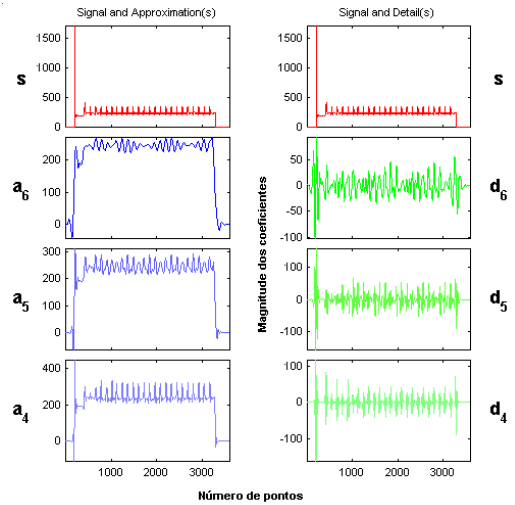 Signal and Approximation(s)
Signal and Detail(s)
s
1500
1000
500
0
1500
1000
500
0
s
a6
200
100
0
50
0
-50
-100
d6
a5
300
200
100
0
100
0
-100
d5
a4
400
200
0
100
0
-100
d4
Magnitude dos coeficientes
1000 2000 3000
1000 2000 3000
Número de pontos